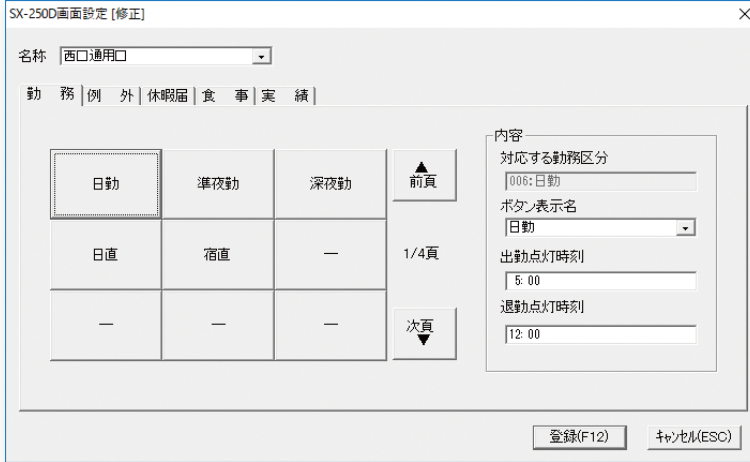 SX-250D画面設定 [修正]
名称 西口通用口
勤　務 例　外 休暇届 食　事 実　績
日勤 準夜勤 深夜勤
▲
前頁
日直 宿直 ―
1/4頁
― ― ―
次頁
▼
内容
対応する勤務区分
006:日勤
ボタン表示名
日勤
出勤点灯時刻
5:00
退勤点灯時刻
12:00
登録(F12) ｷｬﾝｾﾙ(ESC)